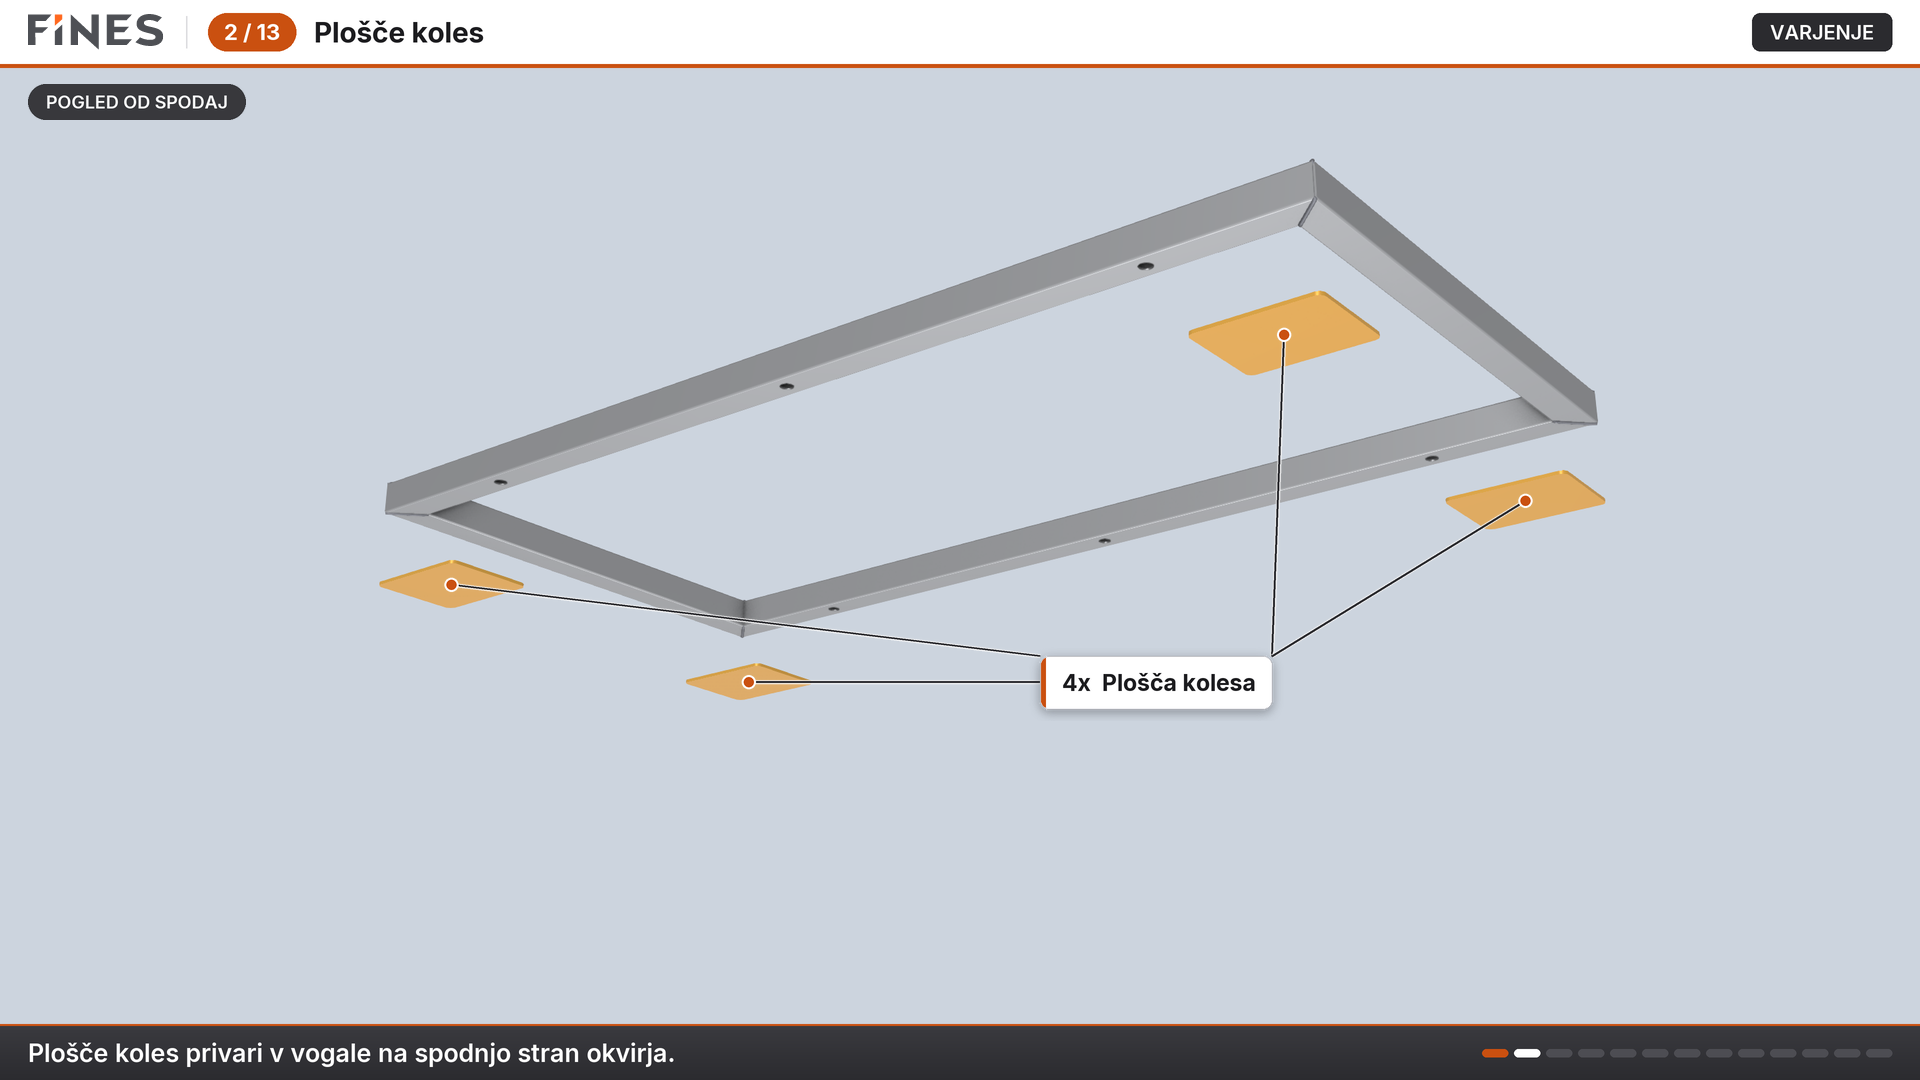 FINES
2 / 13
Plošče koles
VARJENJE
POGLED OD SPODAJ
4x Plošča kolesa
Plošče koles privari v vogale na spodnjo stran okvirja.